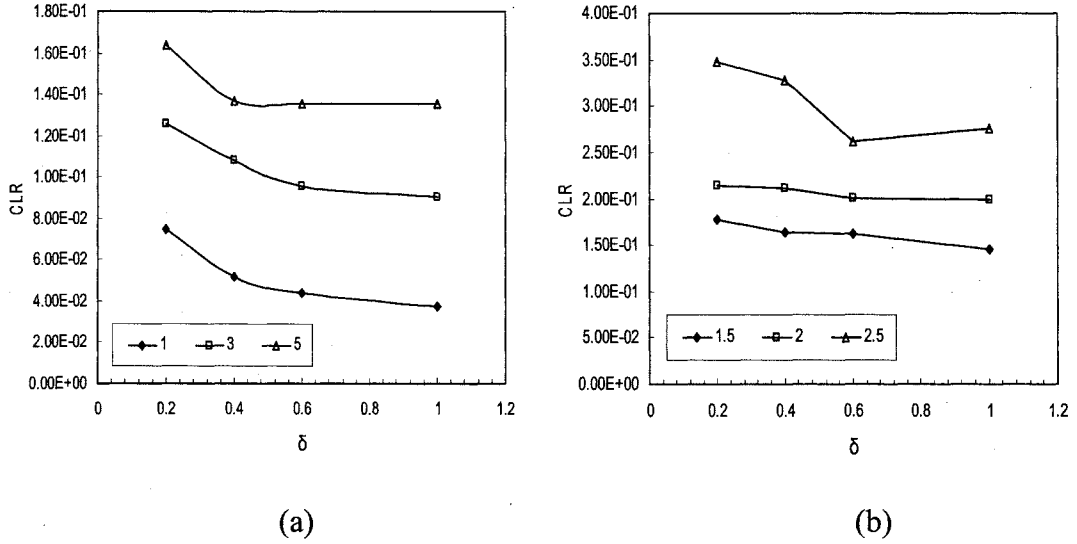 1.80E-01
1.60E-01
1.40E-01
1.20E-01
1.00E-01
8.00E-02
6.00E-02
4.00E-02
2.00E-02
0.00E+00
CLR
1 3 5
0 0.2 0.4 0.6 0.8 1 1.2
δ
(a)
4.00E-01
3.50E-01
3.00E-01
2.50E-01
2.00E-01
1.50E-01
1.00E-01
5.00E-02
0.00E+00
CLR
1.5 2 2.5
0 0.2 0.4 0.6 0.8 1 1.2
δ
(b)